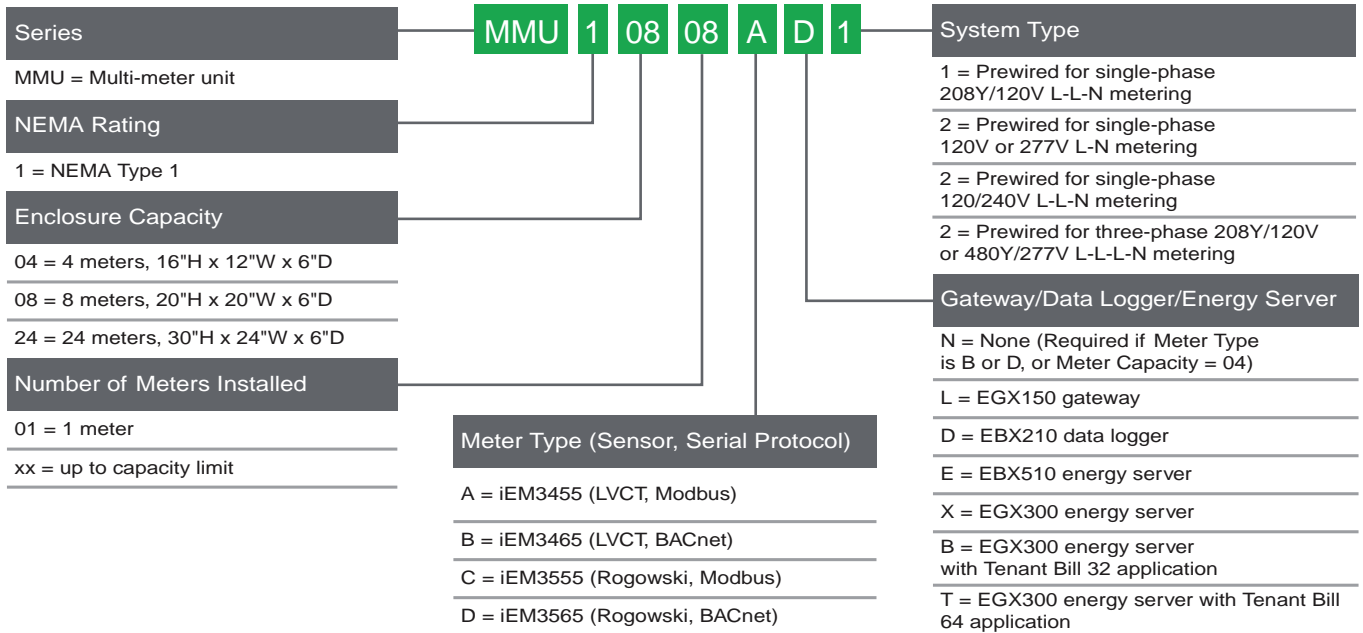 MMU 1 08 08 A D 1
Series
MMU = Multi-meter unit
NEMA Rating
1 = NEMA Type 1
Enclosure Capacity
04 = 4 meters, 16"H x 12"W x 6"D
08 = 8 meters, 20"H x 20"W x 6"D
24 = 24 meters, 30"H x 24"W x 6"D
Number of Meters Installed
01 = 1 meter
xx = up to capacity limit
Meter Type (Sensor, Serial Protocol)
A = iEM3455 (LVCT, Modbus)
B = iEM3465 (LVCT, BACnet)
C = iEM3555 (Rogowski, Modbus)
D = iEM3565 (Rogowski, BACnet)
System Type
1 = Prewired for single-phase
208Y/120V L-L-N metering
2 = Prewired for single-phase
120V or 277V L-N metering
2 = Prewired for single-phase
120/240V L-L-N metering
2 = Prewired for three-phase 208Y/120V
or 480Y/277V L-L-L-N metering
Gateway/Data Logger/Energy Server
N = None (Required if Meter Type
is B or D, or Meter Capacity = 04)
L = EGX150 gateway
D = EBX210 data logger
E = EBX510 energy server
X = EGX300 energy server
B = EGX300 energy server
with Tenant Bill 32 application
T = EGX300 energy server with Tenant Bill
64 application